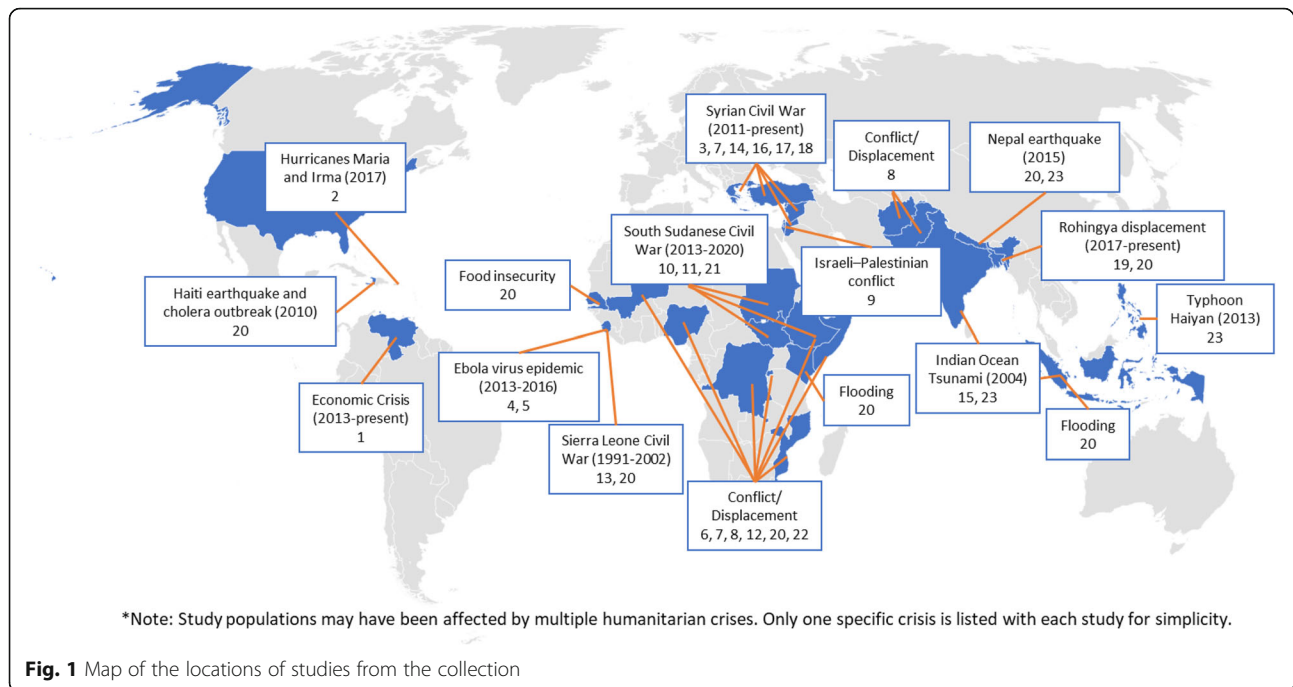 Syrian Civil War
(2011-present)
3, 7, 14, 16, 17, 18
Conflict/
Displacement
8
Nepal earthquake
(2015)
20, 23
Hurricanes Maria
and Irma (2017)
2
South Sudanese Civil
War (2013-2020)
10, 11, 21
Rohingya displacement
(2017-present)
19, 20
Food insecurity
20
Israeli–Palestinian
conflict
9
Haiti earthquake and
cholera outbreak (2010)
20
Typhoon
Haiyan (2013)
23
Ebola virus epidemic
(2013-2016)
4, 5
Flooding
20
Indian Ocean
Tsunami (2004)
15, 23
Economic Crisis
(2013-present)
1
Flooding
20
Sierra Leone Civil
War (1991-2002)
13, 20
Conflict/
Displacement
6, 7, 8, 12, 20, 22
*Note: Study populations may have been affected by multiple humanitarian crises. Only one specific crisis is listed with each study for simplicity.
Fig. 1 Map of the locations of studies from the collection